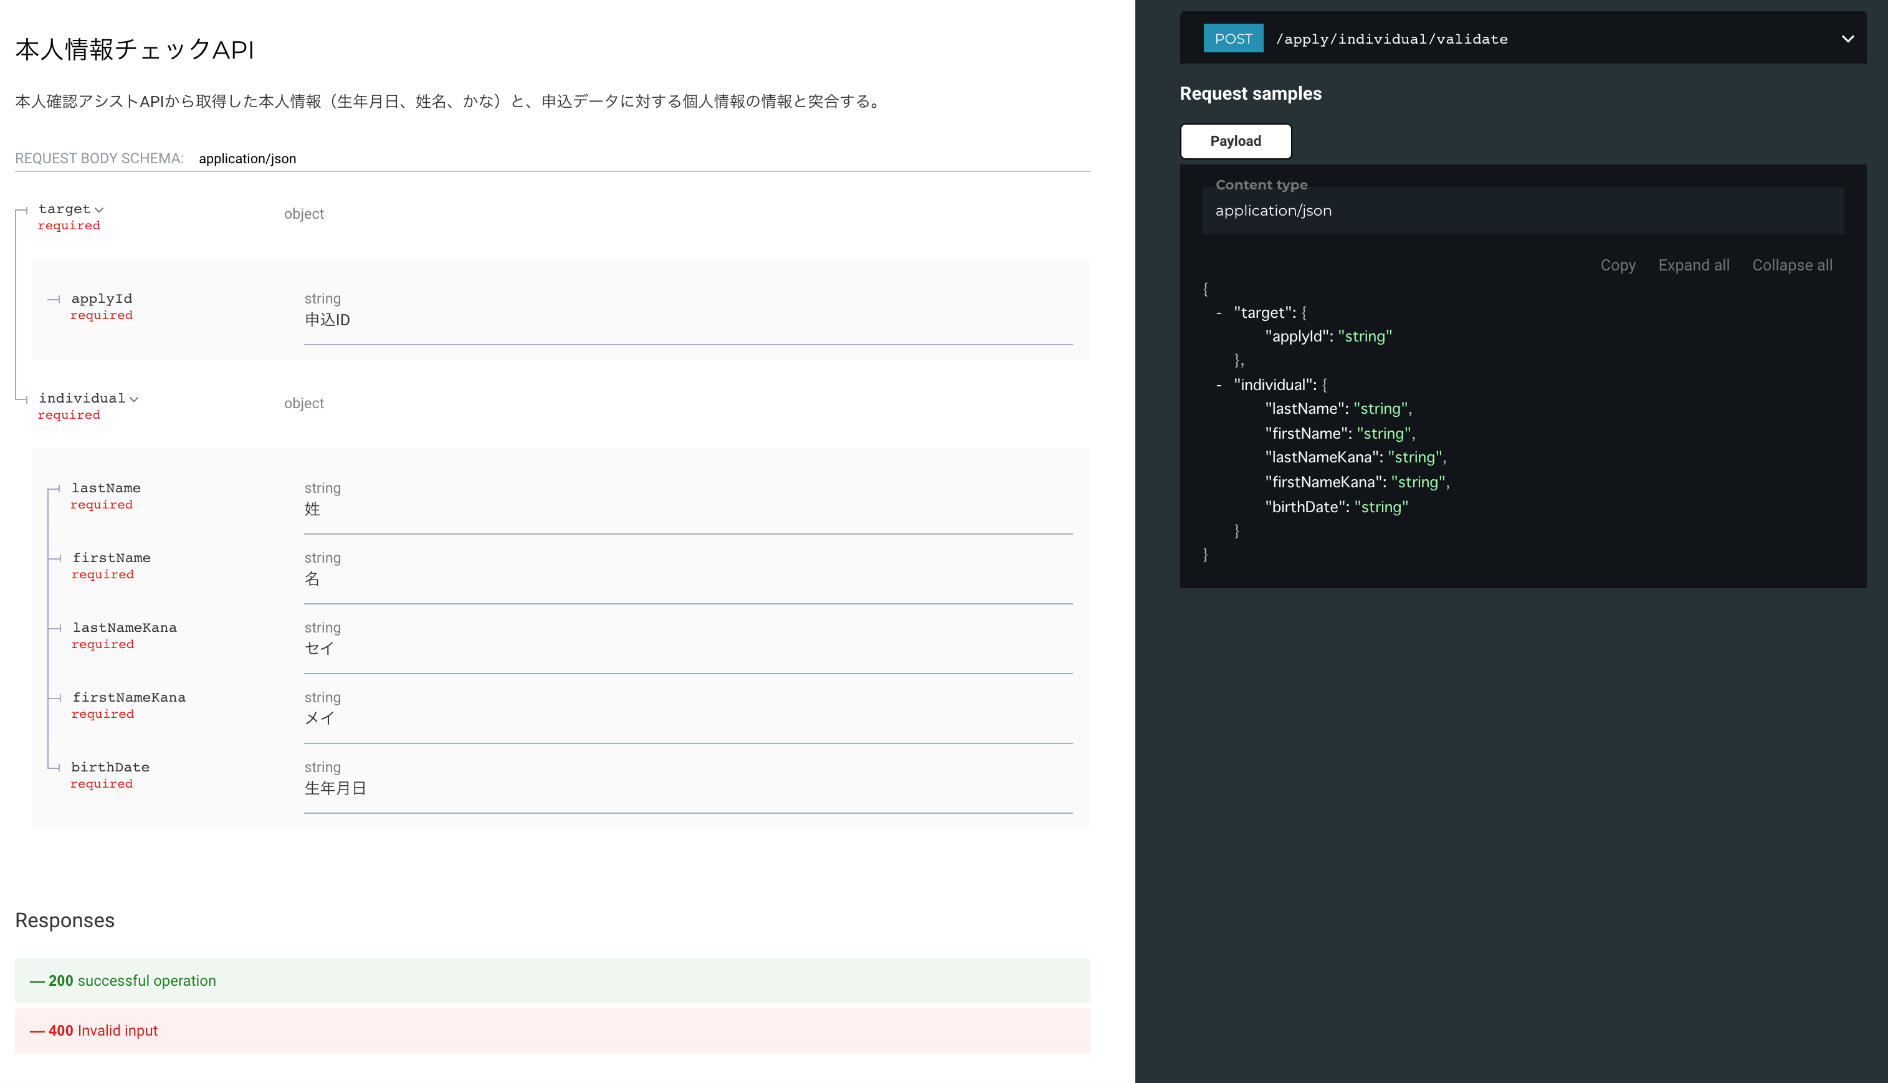 本人情報チェックAPI
本人確認アシストAPIから取得した本人情報（生年月日、姓名、かな）と、申込データに対する個人情報の情報と突合する。
REQUEST BODY SCHEMA: application/json
target object
required
applyId string
required 申込ID
individual object
required
lastName string
required 姓
firstName string
required 名
lastNameKana string
required セイ
firstNameKana string
required メイ
birthDate string
required 生年月日
Responses
— 200 successful operation
— 400 Invalid input
POST /apply/individual/validate
Request samples
Payload
Content type
application/json
Copy Expand all Collapse all
{
- "target": {
"applyId": "string"
},
- "individual": {
"lastName": "string",
"firstName": "string",
"lastNameKana": "string",
"firstNameKana": "string",
"birthDate": "string"
}
}